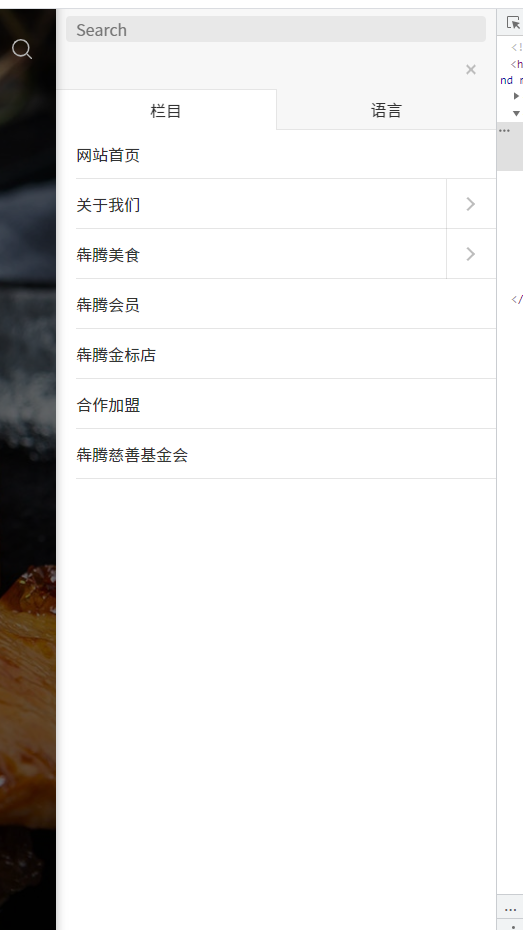 Search
×
栏目
语言
网站首页
关于我们
犇腾美食
犇腾会员
犇腾金标店
合作加盟
犇腾慈善基金会
<!
<h
nd r
...
</
...